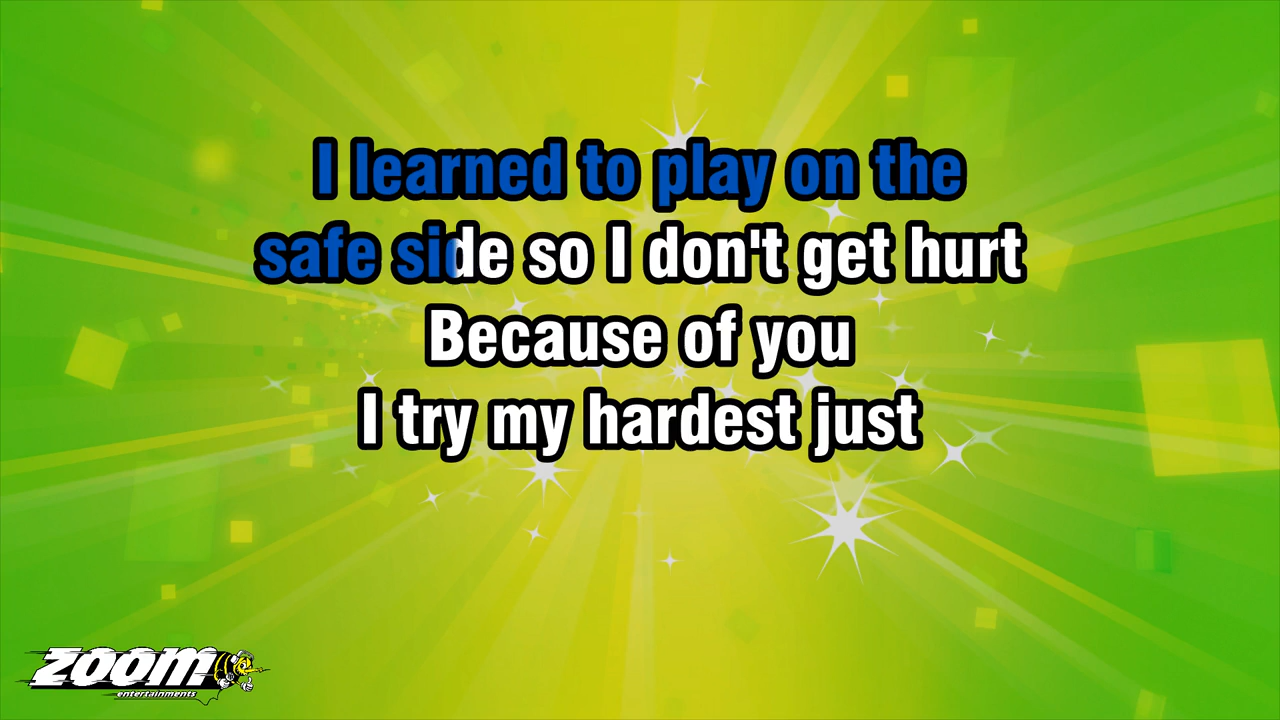 I learned to play on the
safe side so I don't get hurt
Because of you
I try my hardest just
ZOOM
entertainments